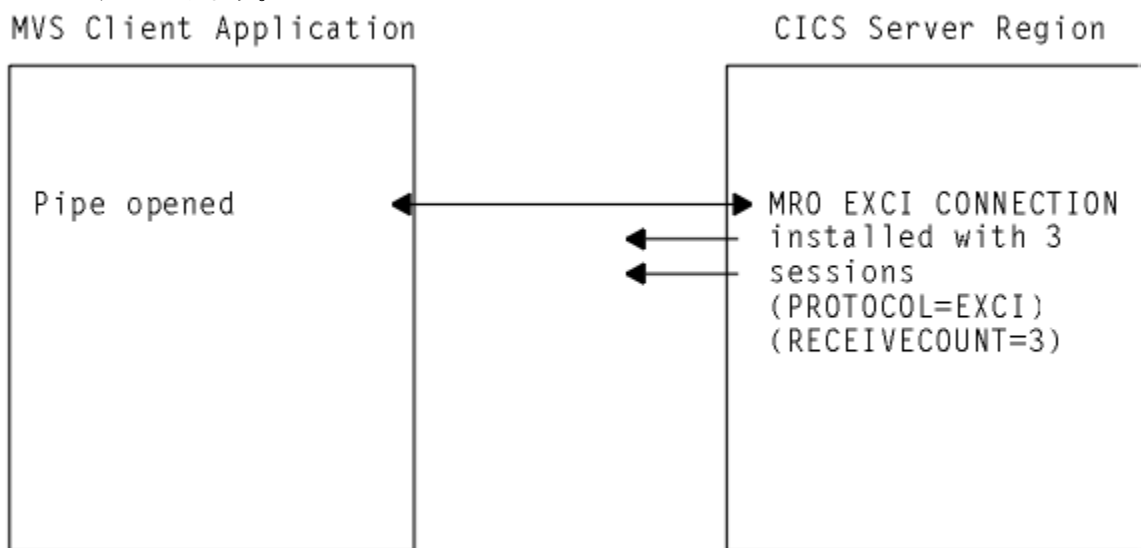 MVS Client Application
CICS Server Region
Pipe opened
MRO EXCI CONNECTION
installed with 3
sessions
(PROTOCOL=EXCI)
(RECEIVECOUNT=3)